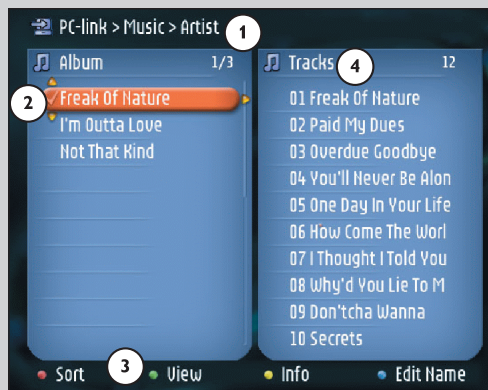 PC-link > Music > Artist
1
Album 1/3
2
Freak Of Nature
I'm Outta Love
Not That Kind
Tracks 12
4
01 Freak Of Nature
02 Paid My Dues
03 Overdue Goodbye
04 You'll Never Be Alon
05 One Day In Your Life
06 How Come The Worl
07 I Thought I Told You
08 Why'd You Lie To M
09 Don'tcha Wanna
10 Secrets
3
Sort View Info Edit Name